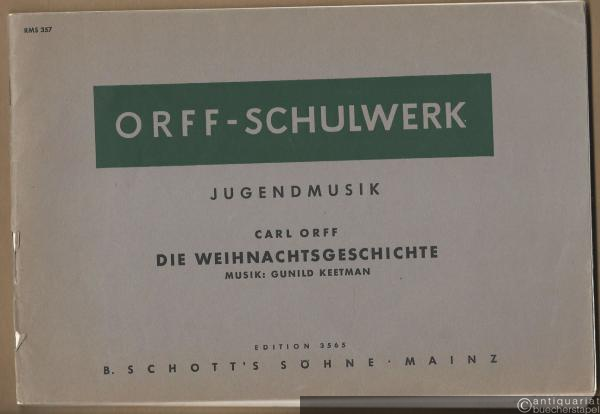 RMS 357
ORFF-SCHULWERK
JUGENDMUSIK
CARL ORFF
DIE WEIHNACHTSGESCHICHTE
MUSIK: GUNILD KEETMAN
EDITION 3565
B. SCHOTT'S SÖHNE · MAINZ
©antiquariat
buecherstapel